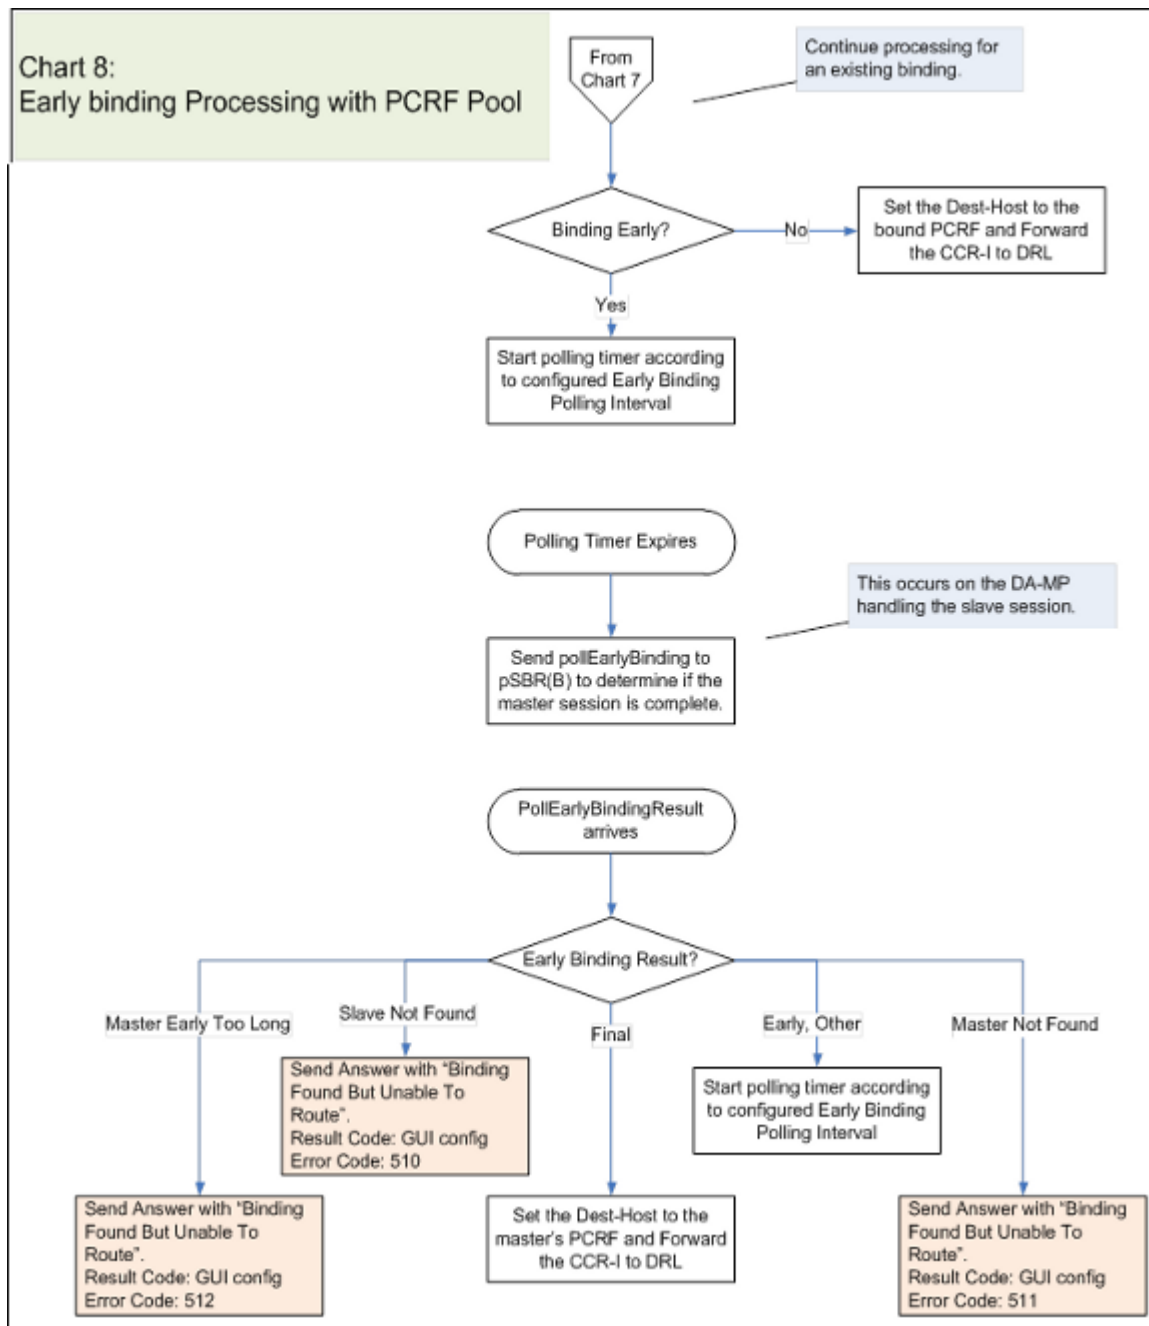 Chart 8:
Early binding Processing with PCRF Pool
From
Chart 7
Continue processing for
an existing binding.
Binding Early?
No
Set the Dest-Host to the
bound PCRF and Forward
the CCR-I to DRL
Yes
Start polling timer according
to configured Early Binding
Polling Interval
Polling Timer Expires
This occurs on the DA-MP
handling the slave session.
Send pollEarlyBinding to
pSBR(B) to determine if the
master session is complete.
PollEarlyBindingResult
arrives
Early Binding Result?
Master Early Too Long
Slave Not Found
Final
Early, Other
Master Not Found
Send Answer with “Binding
Found But Unable To
Route”.
Result Code: GUI config
Error Code: 510
Start polling timer according
to configured Early Binding
Polling Interval
Send Answer with “Binding
Found But Unable To
Route”.
Result Code: GUI config
Error Code: 512
Set the Dest-Host to the
master's PCRF and Forward
the CCR-I to DRL
Send Answer with “Binding
Found But Unable To
Route”.
Result Code: GUI config
Error Code: 511